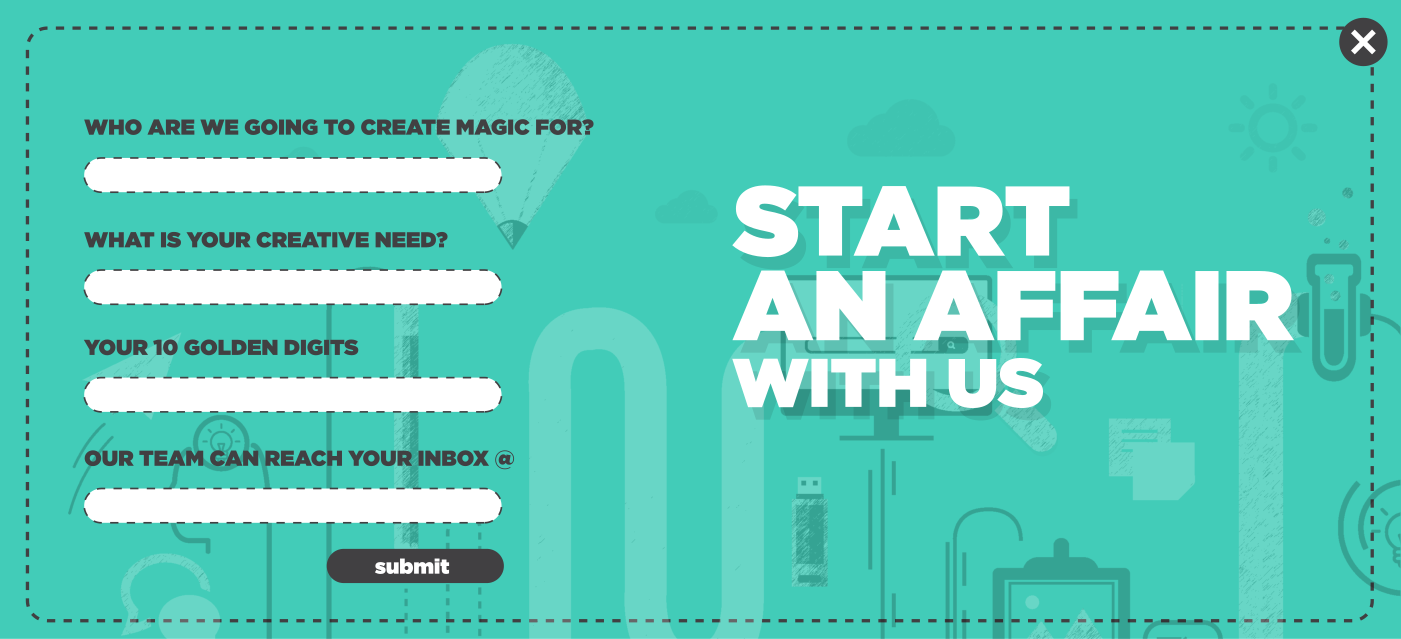 WHO ARE WE GOING TO CREATE MAGIC FOR?
WHAT IS YOUR CREATIVE NEED?
YOUR 10 GOLDEN DIGITS
OUR TEAM CAN REACH YOUR INBOX @
submit
START
AN AFFAIR
WITH US